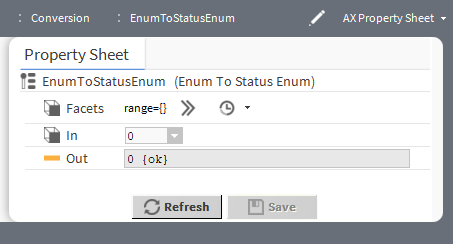 : Conversion : EnumToStatusEnum AX Property Sheet
Property Sheet
EnumToStatusEnum (Enum To Status Enum)
Facets range={}
In 0
Out 0 {ok}
Refresh Save